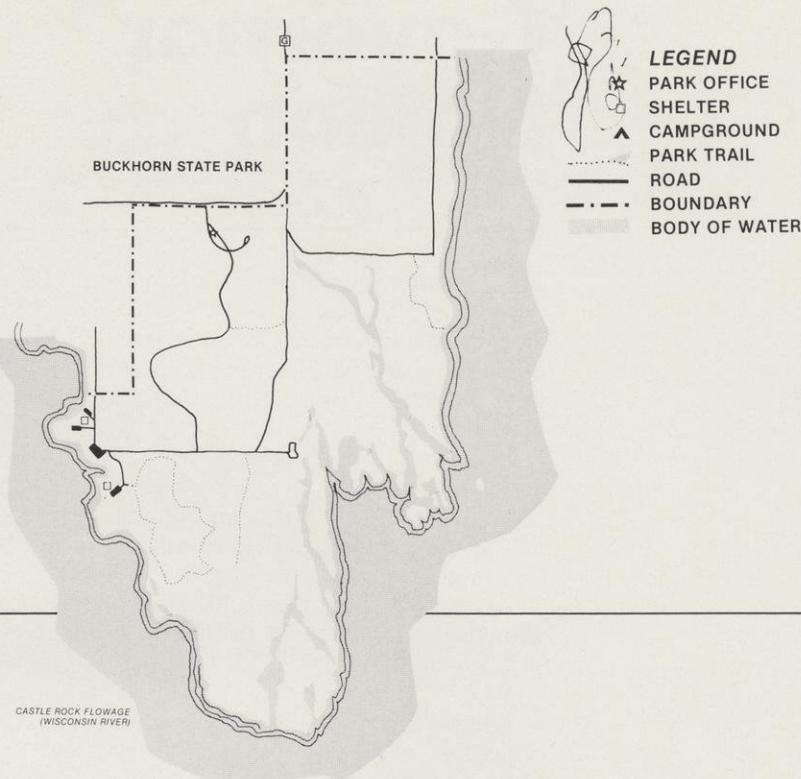 G
BUCKHORN STATE PARK
LEGEND
PARK OFFICE
SHELTER
CAMPGROUND
PARK TRAIL
ROAD
BOUNDARY
BODY OF WATER
CASTLE ROCK FLOWAGE
(WISCONSIN RIVER)